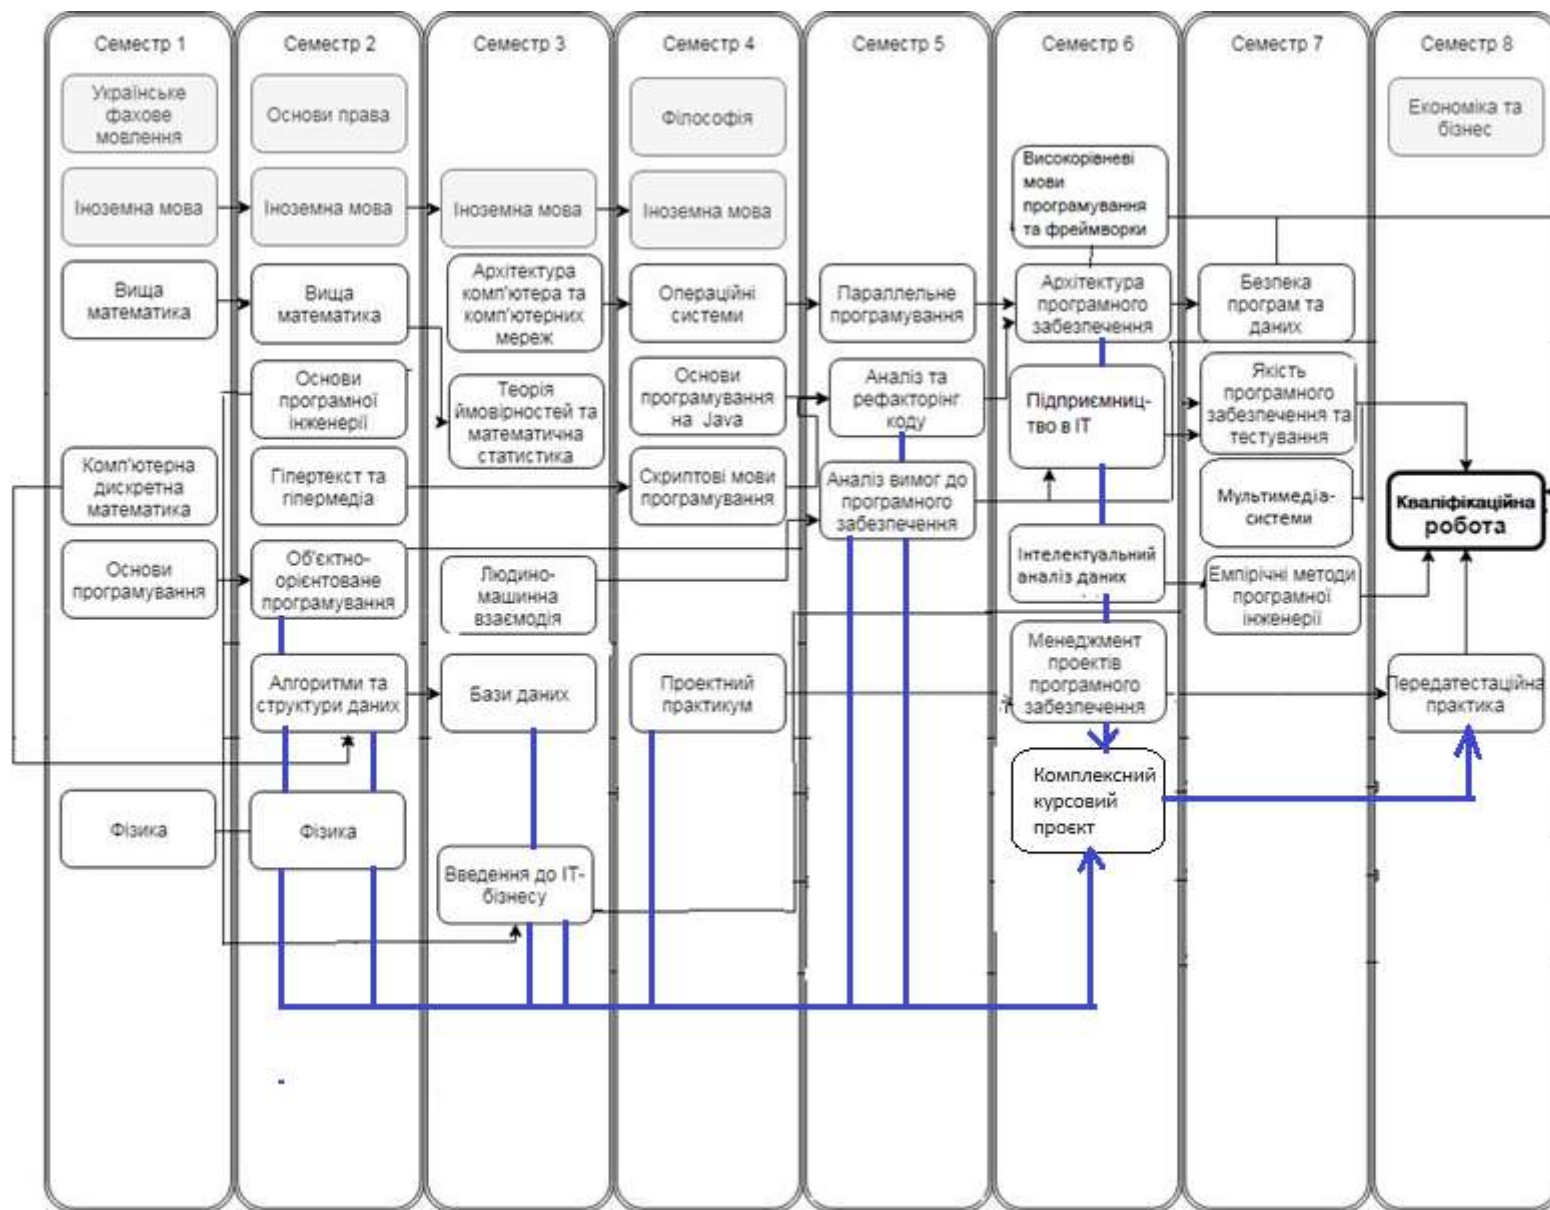 Семестр 1
Українське
фахове
мовлення
Іноземна мова
Вища
математика
Комп'ютерна
дискретна
математика
Основи
програмування
Фізика
Семестр 2
Основи права
Іноземна мова
Вища
математика
Основи
програмної
інженерії
Гіпертекст та
гіпермедіа
Об'єктно-
орієнтоване
програмування
Алгоритми та
структури даних
Фізика
Семестр 3
Іноземна мова
Архітектура
комп'ютера та
комп'ютерних
мереж
Теорія
ймовірностей та
математична
статистика
Людино-
машинна
взаємодія
Бази даних
Введення до ІТ-
бізнесу
Семестр 4
Філософія
Іноземна мова
Операційні
системи
Основи
програмування
на Java
Скриптові мови
програмування
Проектний
практикум
Семестр 5
Параллельне
програмування
Аналіз та
рефакторінг
коду
Аналіз вимог до
програмного
забезпечення
Семестр 6
Високорівневі
мови
програмування
та фреймворки
Архітектура
програмного
забезпечення
Підприємниц-
тво в ІТ
Інтелектуальний
аналіз даних
Менеджмент
проектів
програмного
забезпечення
Комплексний
курсовий
проєкт
Семестр 7
Безпека
програм та
даних
Якість
програмного
забезпечення та
тестування
Мультимедіа-
системи
Емпіричні методи
програмної
інженерії
Семестр 8
Економіка та
бізнес
Кваліфікаційна
робота
Передатестаційна
практика